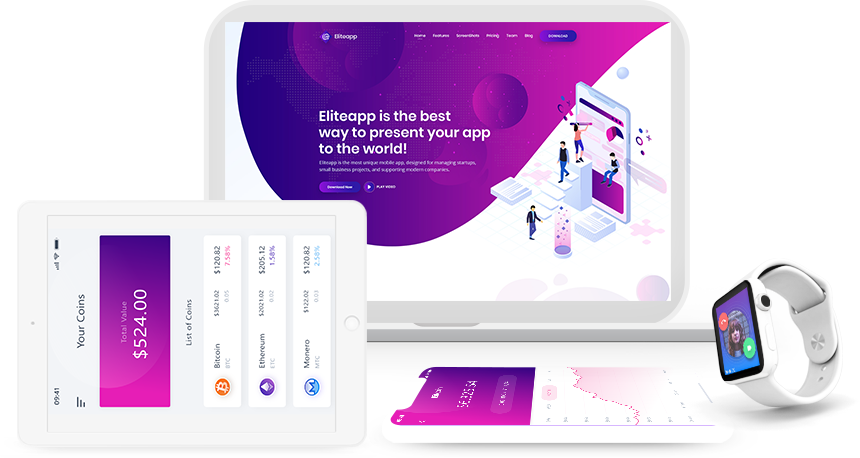 Eliteapp
Home Features ScreenShots Pricing Team Blog DOWNLOAD
Eliteapp is the best
way to present your app
to the world!
Eliteapp is the most unique mobile app, designed for managing startups,
small business projects, and supporting modern companies.
Download Now PLAY VIDEO
09:41
Your Coins
Total Value
$524.00
List of Coins
Bitcoin $3621.02 $120.82
BTC 0.05 7.58%
Ethereum $2021.02 $205.12
ETC 0.02 1.58%
Monero $122.02 $120.82
MTC 0.03 2.58%